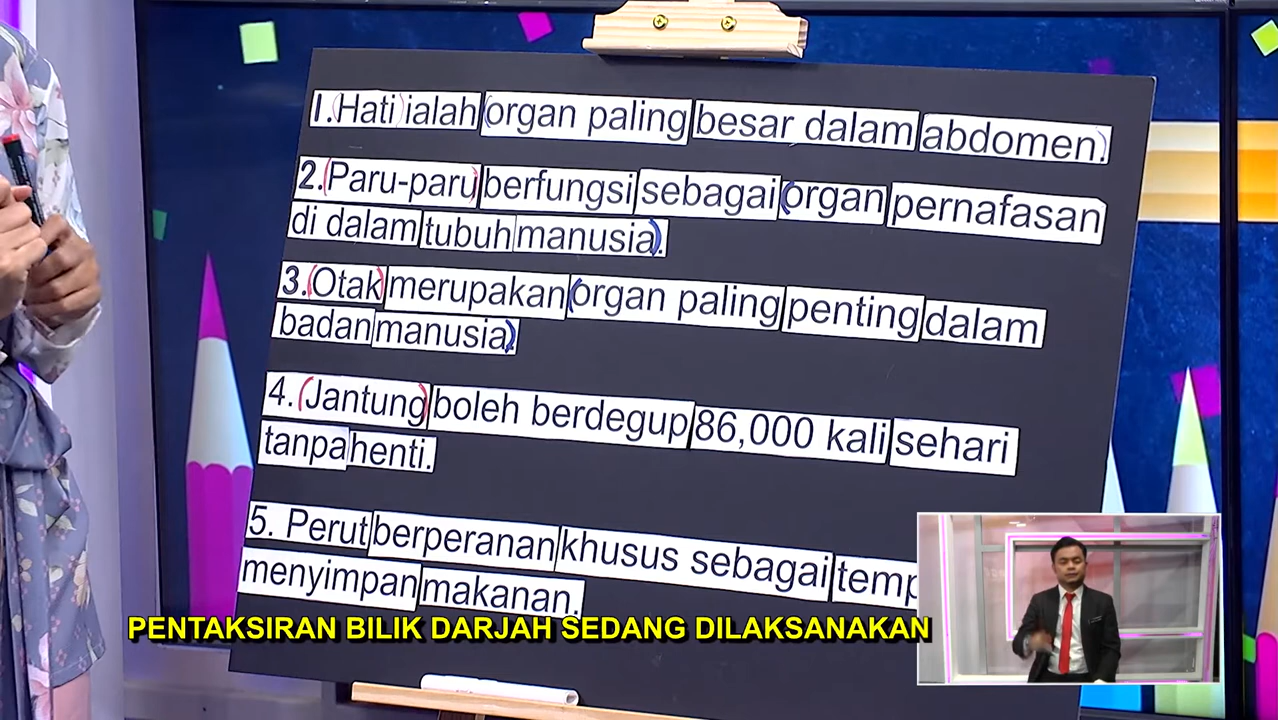 1.(Hati) ialah (organ paling besar dalam abdomen).
2.(Paru-paru) berfungsi sebagai (organ pernafasan
di dalam tubuh manusia).
3.(Otak) merupakan (organ paling penting dalam
badan manusia).
4.(Jantung) boleh berdegup 86,000 kali sehari
tanpa henti.
5. Perut berperanan khusus sebagai
menyimpan makanan.
PENTAKSIRAN BILIK DARJAH SEDANG DILAKSANAKAN